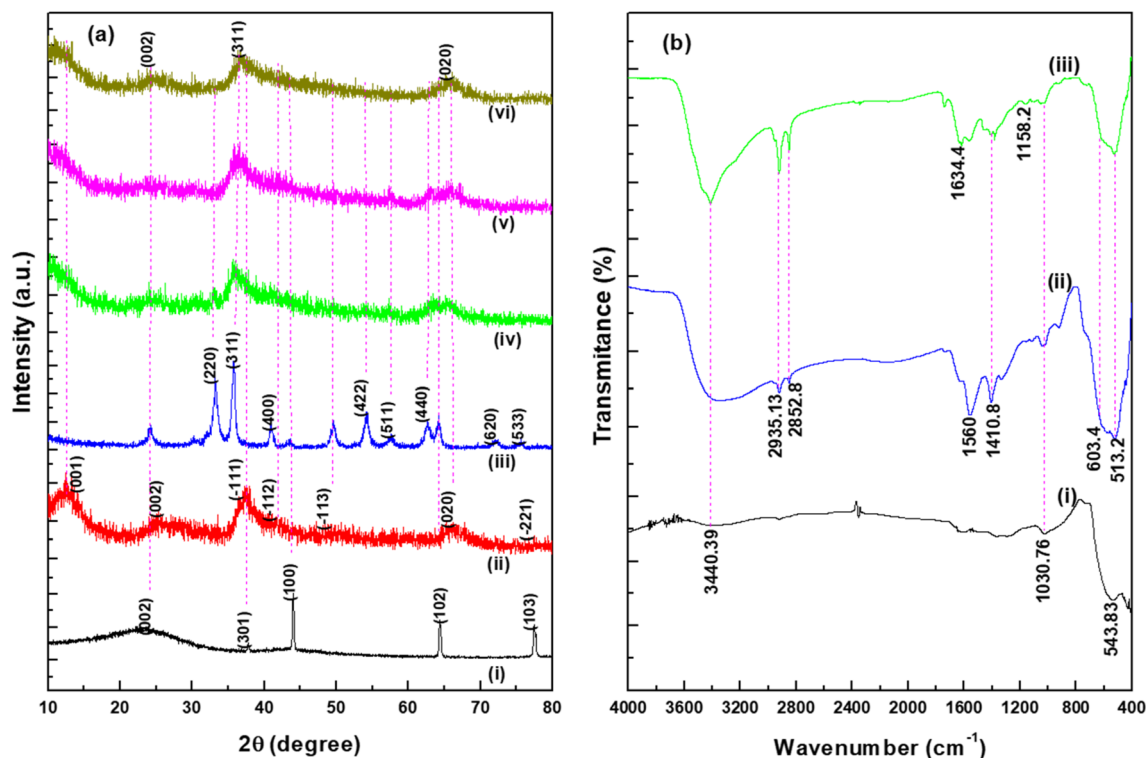 (a)
(002)
(311)
(020)
(vi)
(v)
(iv)
(220)
(311)
(400)
(422)
(511)
(440)
(620)
(533)
(iii)
(001)
(002)
(-111)
(-112)
(-113)
(020)
(-221)
(ii)
(002)
(301)
(100)
(102)
(103)
(i)
Intensity (a.u.)
10 20 30 40 50 60 70 80
2θ (degree)
(b)
(iii)
1634.4
1158.2
(ii)
2935.13
2852.8
1560
1410.8
603.4
513.2
(i)
3440.39
1030.76
543.83
Transmitance (%)
4000 3600 3200 2800 2400 2000 1600 1200 800 400
Wavenumber (cm⁻¹)